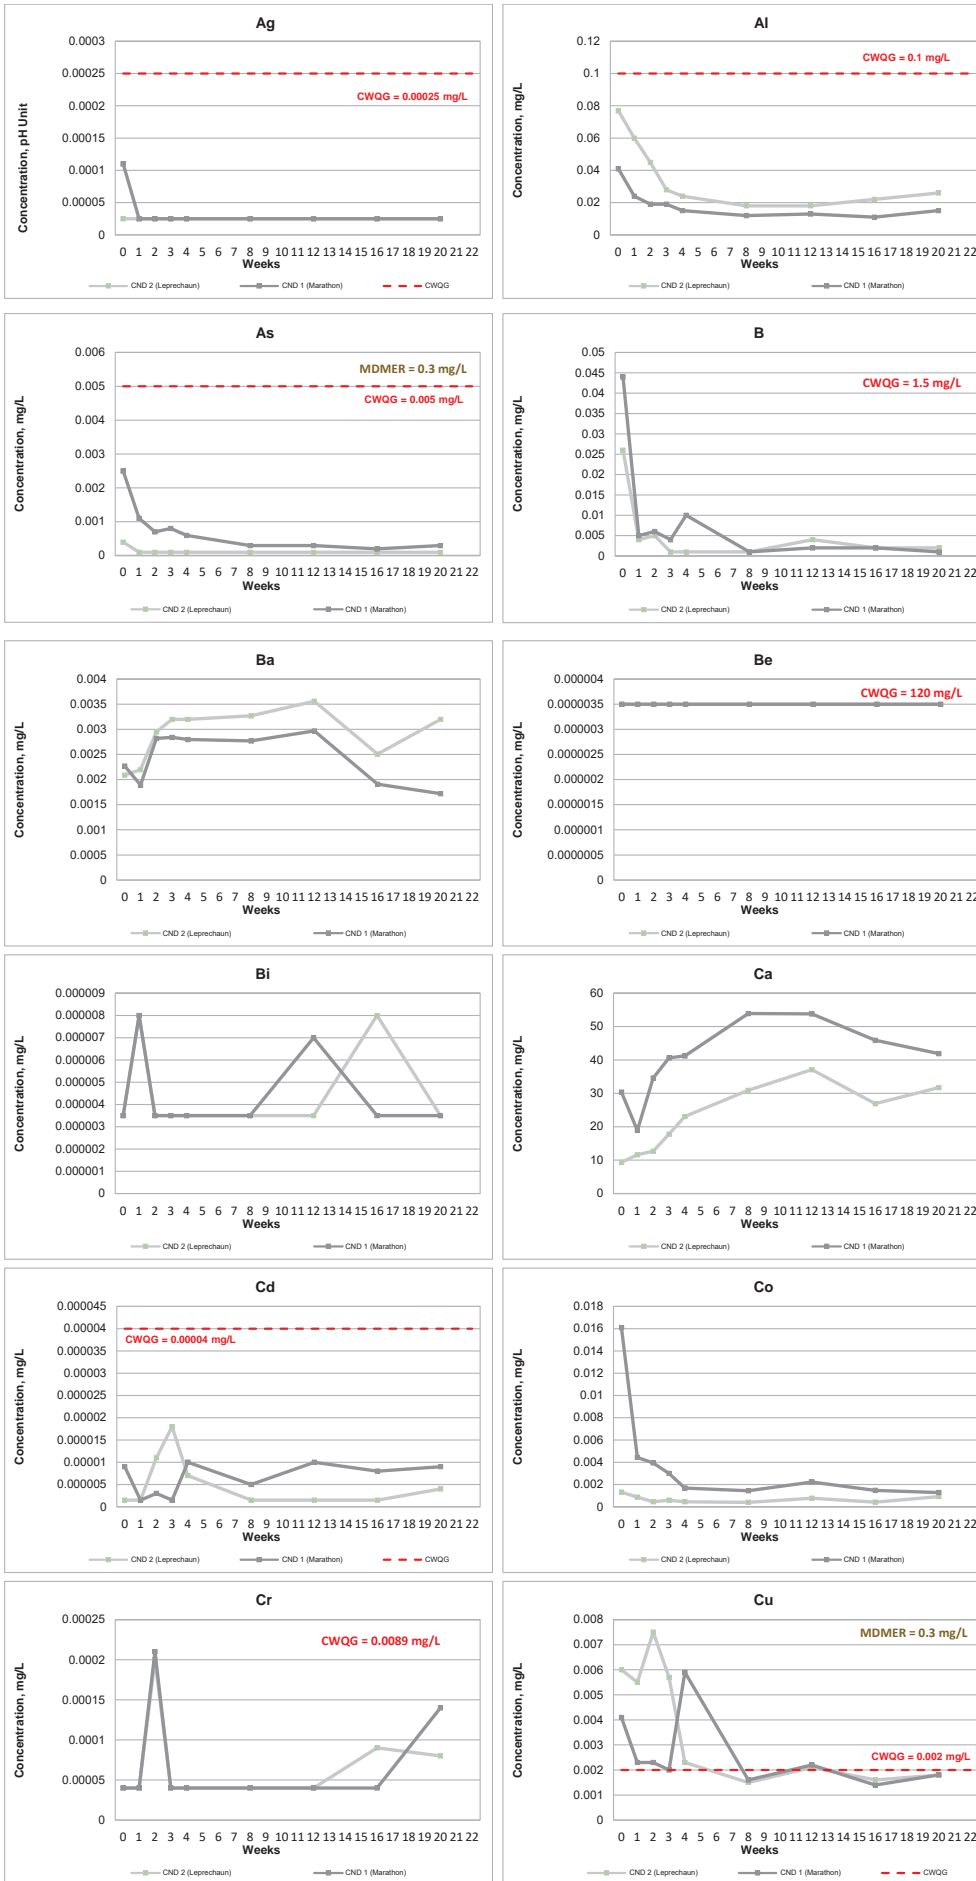 Ag
0.0003
0.00025
0.0002
0.00015
0.0001
0.00005
0
Concentration, pH Unit
CWQG = 0.00025 mg/L
0 1 2 3 4 5 6 7 8 9 10 11 12 13 14 15 16 17 18 19 20 21 22
Weeks
CND 2 (Leprechaun) CND 1 (Marathon) CWQG
Al
0.12
0.1
0.08
0.06
0.04
0.02
0
Concentration, mg/L
CWQG = 0.1 mg/L
0 1 2 3 4 5 6 7 8 9 10 11 12 13 14 15 16 17 18 19 20 21 22
Weeks
CND 2 (Leprechaun) CND 1 (Marathon) CWQG
As
0.006
0.005
0.004
0.003
0.002
0.001
0
Concentration, mg/L
MDMER = 0.3 mg/L
CWQG = 0.005 mg/L
0 1 2 3 4 5 6 7 8 9 10 11 12 13 14 15 16 17 18 19 20 21 22
Weeks
CND 2 (Leprechaun) CND 1 (Marathon)
B
0.05
0.045
0.04
0.035
0.03
0.025
0.02
0.015
0.01
0.005
0
Concentration, mg/L
CWQG = 1.5 mg/L
0 1 2 3 4 5 6 7 8 9 10 11 12 13 14 15 16 17 18 19 20 21 22
Weeks
CND 2 (Leprechaun) CND 1 (Marathon)
Ba
0.004
0.0035
0.003
0.0025
0.002
0.0015
0.001
0.0005
0
Concentration, mg/L
0 1 2 3 4 5 6 7 8 9 10 11 12 13 14 15 16 17 18 19 20 21 22
Weeks
CND 2 (Leprechaun) CND 1 (Marathon)
Be
0.000004
0.0000035
0.000003
0.0000025
0.000002
0.0000015
0.000001
0.0000005
0
Concentration, mg/L
CWQG = 120 mg/L
0 1 2 3 4 5 6 7 8 9 10 11 12 13 14 15 16 17 18 19 20 21 22
Weeks
CND 2 (Leprechaun) CND 1 (Marathon)
Bi
0.000009
0.000008
0.000007
0.000006
0.000005
0.000004
0.000003
0.000002
0.000001
0
Concentration, mg/L
0 1 2 3 4 5 6 7 8 9 10 11 12 13 14 15 16 17 18 19 20 21 22
Weeks
CND 2 (Leprechaun) CND 1 (Marathon)
Ca
60
50
40
30
20
10
0
Concentration, mg/L
0 1 2 3 4 5 6 7 8 9 10 11 12 13 14 15 16 17 18 19 20 21 22
Weeks
CND 2 (Leprechaun) CND 1 (Marathon)
Cd
0.000045
0.00004
0.000035
0.00003
0.000025
0.00002
0.000015
0.00001
0.000005
0
Concentration, mg/L
CWQG = 0.00004 mg/L
0 1 2 3 4 5 6 7 8 9 10 11 12 13 14 15 16 17 18 19 20 21 22
Weeks
CND 2 (Leprechaun) CND 1 (Marathon) CWQG
Co
0.018
0.016
0.014
0.012
0.01
0.008
0.006
0.004
0.002
0
Concentration, mg/L
0 1 2 3 4 5 6 7 8 9 10 11 12 13 14 15 16 17 18 19 20 21 22
Weeks
CND 2 (Leprechaun) CND 1 (Marathon)
Cr
0.00025
0.0002
0.00015
0.0001
0.00005
0
Concentration, mg/L
CWQG = 0.0089 mg/L
0 1 2 3 4 5 6 7 8 9 10 11 12 13 14 15 16 17 18 19 20 21 22
Weeks
CND 2 (Leprechaun) CND 1 (Marathon)
Cu
0.008
0.007
0.006
0.005
0.004
0.003
0.002
0.001
0
Concentration, mg/L
MDMER = 0.3 mg/L
CWQG = 0.002 mg/L
0 1 2 3 4 5 6 7 8 9 10 11 12 13 14 15 16 17 18 19 20 21 22
Weeks
CND 2 (Leprechaun) CND 1 (Marathon) CWQG